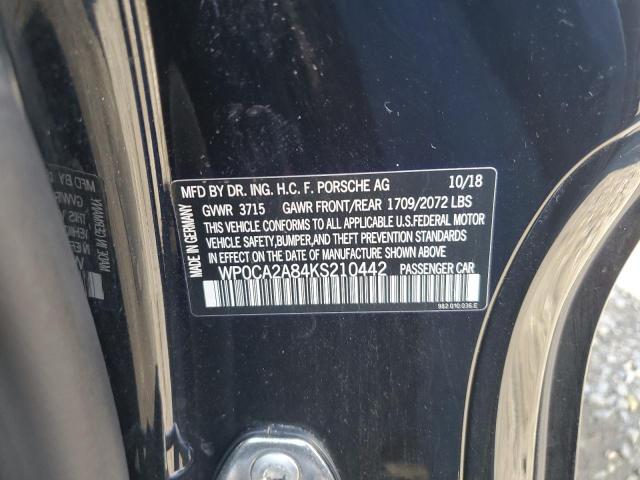 MFD BY DR. ING. H.C. F. PORSCHE AG 10/18
GVWR 3715 GAWR FRONT/REAR 1709/2072 LBS
THIS VEHICLE CONFORMS TO ALL APPLICABLE U.S.FEDERAL MOTOR
VEHICLE SAFETY,BUMPER,AND THEFT PREVENTION STANDARDS
IN EFFECT ON THE DATE OF MANUFACTURE SHOWN ABOVE
WP0CA2A84KS210442 PASSENGER CAR
982.010.036.E
MADE IN GERMANY